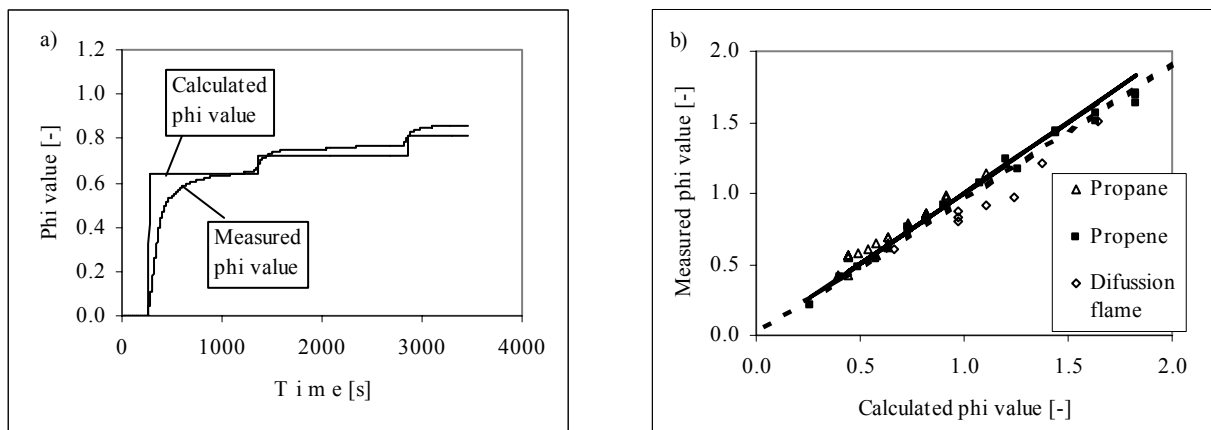 a)
1.2
1.0
0.8
0.6
0.4
0.2
0.0
Phi value [-]
Calculated
phi value
Measured
phi value
0 1000 2000 3000 4000
T i m e [s]
b)
2.0
1.5
1.0
0.5
0.0
Measured phi value [-]
Propane
Propene
Difussion
flame
0.0 0.5 1.0 1.5 2.0
Calculated phi value [-]